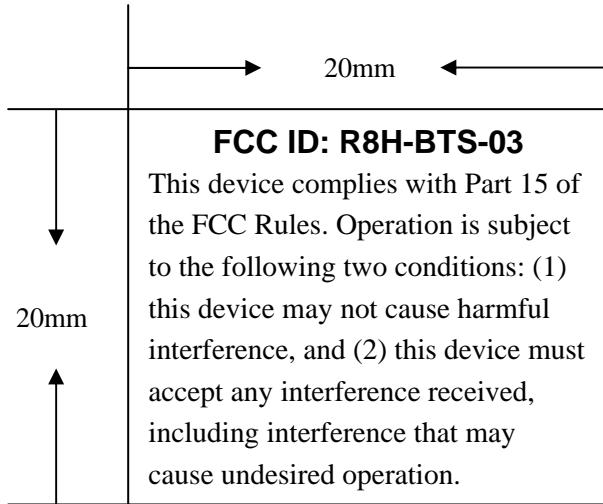 20mm
FCC ID: R8H-BTS-03
This device complies with Part 15 of
the FCC Rules. Operation is subject
to the following two conditions: (1)
this device may not cause harmful
20mm
interference, and (2) this device must
accept any interference received,
including interference that may
cause undesired operation.